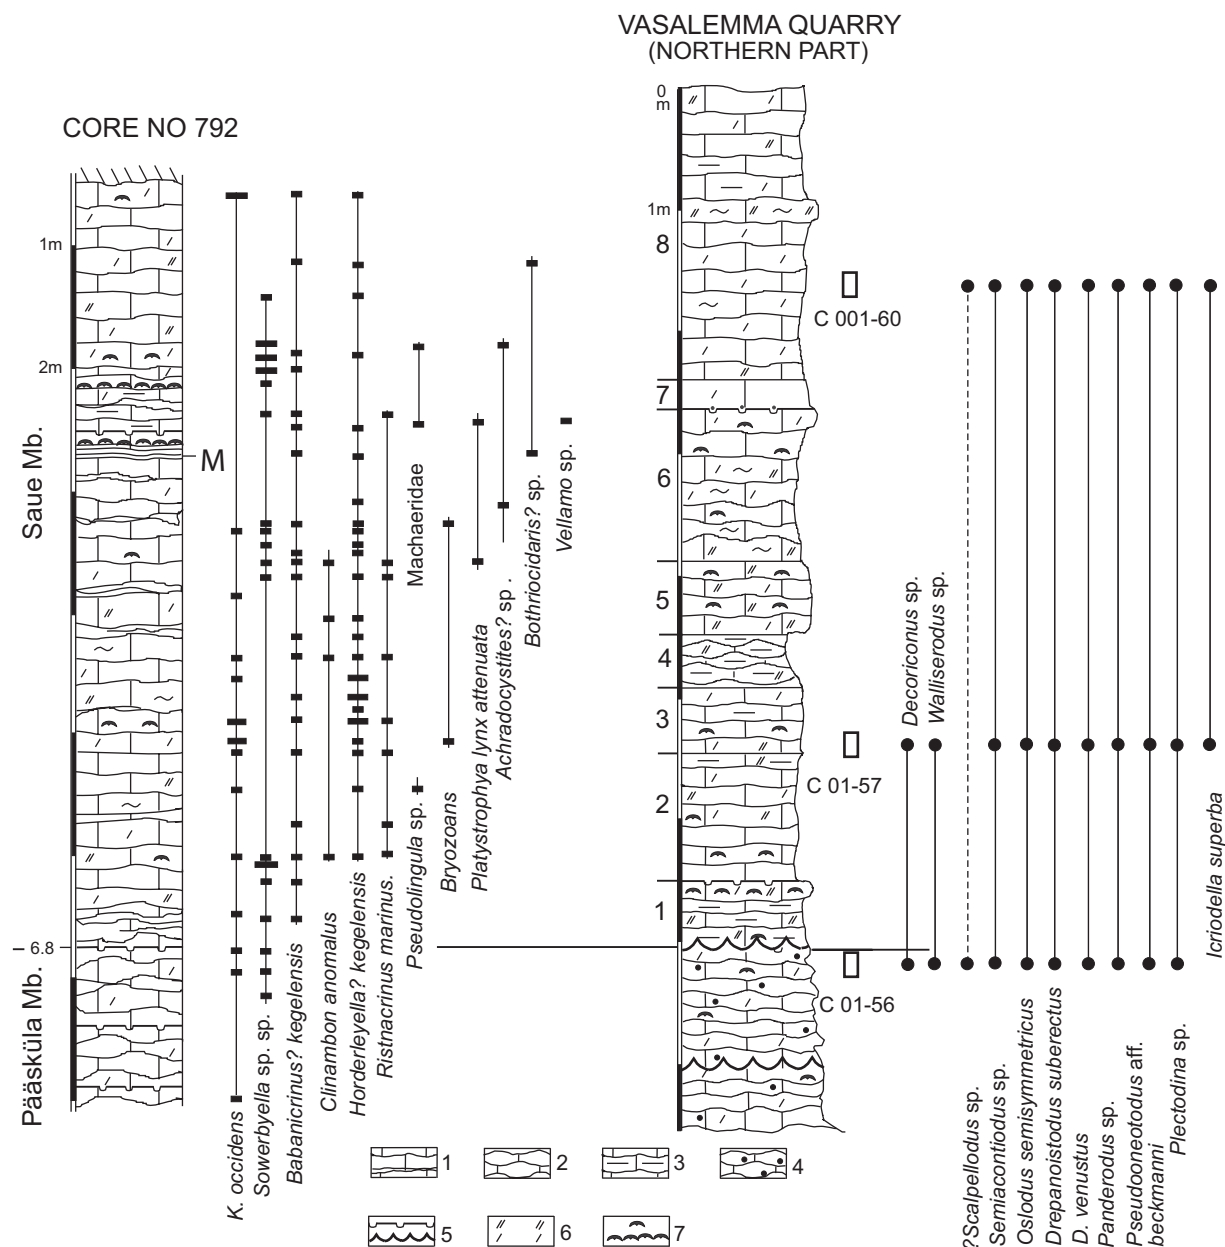 VASALEMMA QUARRY
(NORTHERN PART)
CORE NO 792
0
m
1m
8
7
6
5
4
3
2
1
1m
2m
6.8
Saue Mb.
Pääsküla Mb.
M
C 001-60
C 01-57
C 01-56
K. occidens
Sowerbyella sp. sp.
Babanicrinus? kegelensis
Clinambon anomalus
Horderleyella? kegelensis
Ristnacrinus marinus.
Machaeridae
Pseudolingula sp.
Bryozoans
Platystrophya lynx attenuata
Achradocystites? sp.
Bothriocidaris? sp.
Vellamo sp.
Decoriconus sp.
Walliserodus sp.
?Scalpellodus sp.
Semiacontiodus sp.
Oslodus semisymmetricus
Drepanoistodus suberectus
D. venustus
Panderodus sp.
Pseudooneotodus aff.
beckmanni
Plectodina sp.
Icriodella superba
1
2
3
4
5
6
7